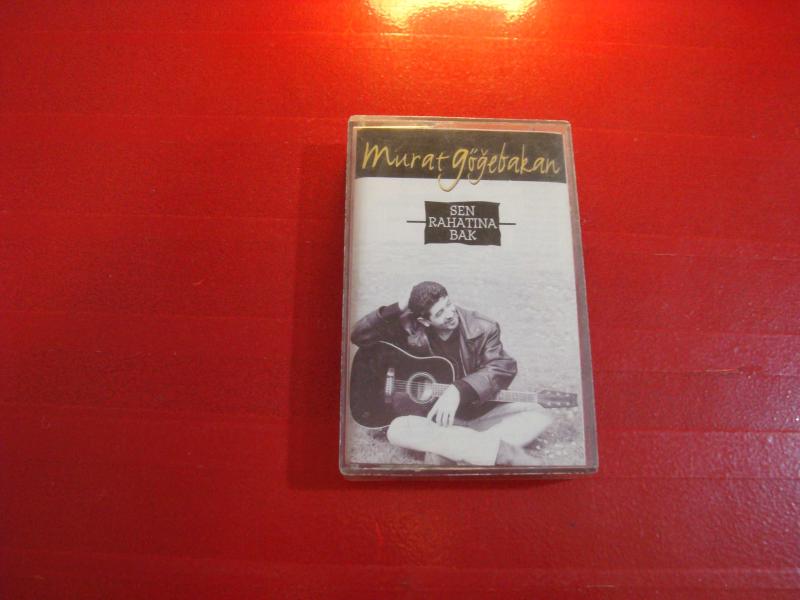 Murat göğebakan
SEN
RAHATINA
BAK